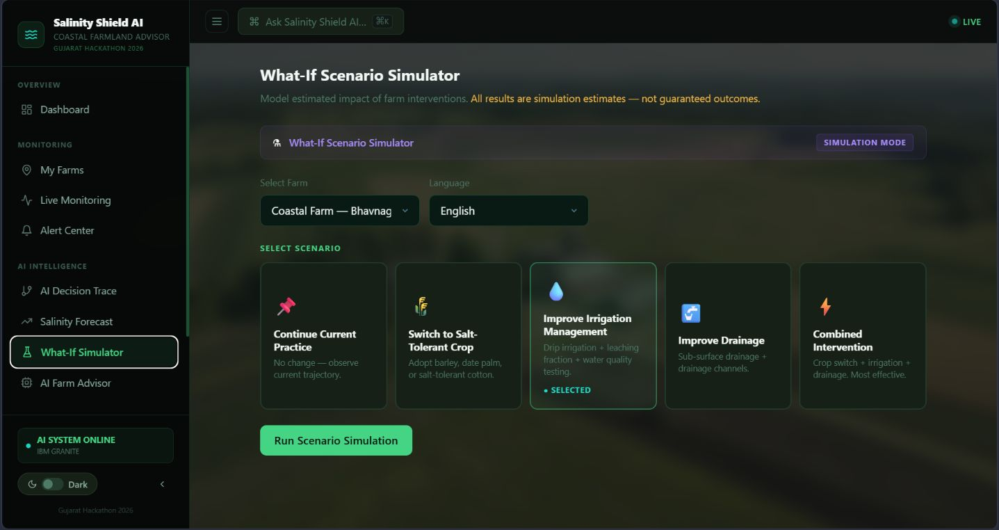 Salinity Shield AI
COASTAL FARMLAND ADVISOR
GUJARAT HACKATHON 2026
OVERVIEW
Dashboard
MONITORING
My Farms
Live Monitoring
Alert Center
AI INTELLIGENCE
AI Decision Trace
Salinity Forecast
What-If Simulator
AI Farm Advisor
AI SYSTEM ONLINE
IBM GRANITE
Dark
Gujarat Hackathon 2026
⌘ Ask Salinity Shield AI... ⌘K
LIVE
What-If Scenario Simulator
Model estimated impact of farm interventions. All results are simulation estimates — not guaranteed outcomes.
What-If Scenario Simulator
SIMULATION MODE
Select Farm
Language
Coastal Farm — Bhavnag
English
SELECT SCENARIO
Continue Current
Practice
No change — observe
current trajectory.
Switch to Salt-
Tolerant Crop
Adopt barley, date palm,
or salt-tolerant cotton.
Improve Irrigation
Management
Drip irrigation + leaching
fraction + water quality
testing.
● SELECTED
Improve Drainage
Sub-surface drainage +
drainage channels.
Combined
Intervention
Crop switch + irrigation +
drainage. Most effective.
Run Scenario Simulation